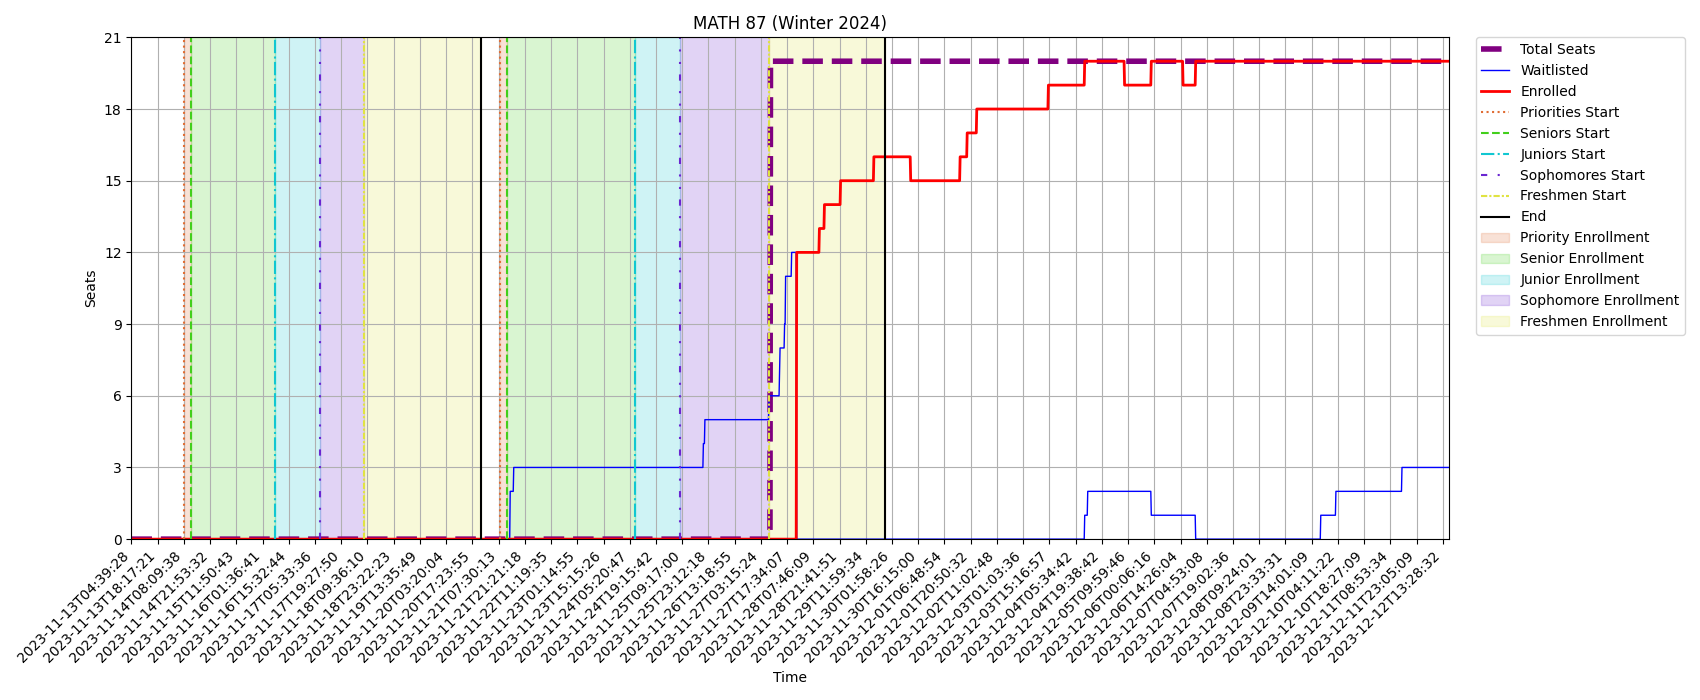 MATH 87 (Winter 2024)
Seats
21
18
15
12
9
6
3
0
2023-11-13T04:39:28
2023-11-13T18:17:21
2023-11-14T08:09:38
2023-11-14T21:53:32
2023-11-15T11:50:43
2023-11-16T01:36:41
2023-11-16T15:32:44
2023-11-17T05:33:36
2023-11-17T19:27:50
2023-11-18T09:36:10
2023-11-18T23:22:23
2023-11-19T13:35:49
2023-11-20T03:20:04
2023-11-20T17:23:55
2023-11-21T07:30:13
2023-11-21T21:21:18
2023-11-22T11:19:35
2023-11-23T01:14:55
2023-11-23T15:15:26
2023-11-24T05:20:47
2023-11-24T19:15:42
2023-11-25T09:17:00
2023-11-25T23:12:18
2023-11-26T13:18:55
2023-11-27T03:15:24
2023-11-27T17:34:07
2023-11-28T07:46:09
2023-11-28T21:41:51
2023-11-29T11:59:34
2023-11-30T01:58:26
2023-11-30T16:15:00
2023-12-01T06:48:54
2023-12-01T20:50:32
2023-12-02T11:02:48
2023-12-03T01:03:36
2023-12-03T15:16:57
2023-12-04T05:34:42
2023-12-04T19:38:42
2023-12-05T09:59:46
2023-12-06T00:06:16
2023-12-06T14:26:04
2023-12-07T04:53:08
2023-12-07T19:02:36
2023-12-08T09:24:01
2023-12-08T23:33:31
2023-12-09T14:01:09
2023-12-10T04:11:22
2023-12-10T18:27:09
2023-12-11T08:53:34
2023-12-11T23:05:09
2023-12-12T13:28:32
Time
Total Seats
Waitlisted
Enrolled
Priorities Start
Seniors Start
Juniors Start
Sophomores Start
Freshmen Start
End
Priority Enrollment
Senior Enrollment
Junior Enrollment
Sophomore Enrollment
Freshmen Enrollment